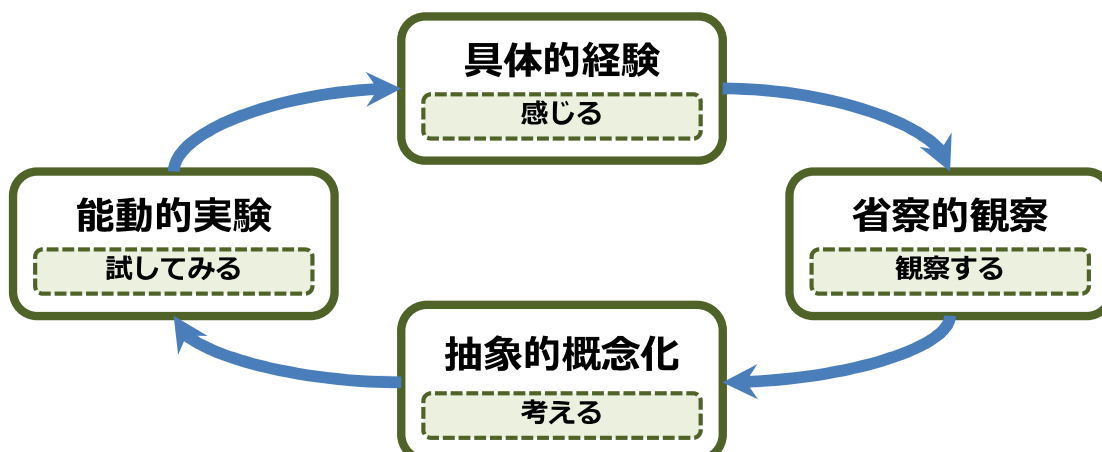 具体的経験
感じる
能動的実験
試してみる
省察的観察
観察する
抽象的概念化
考える